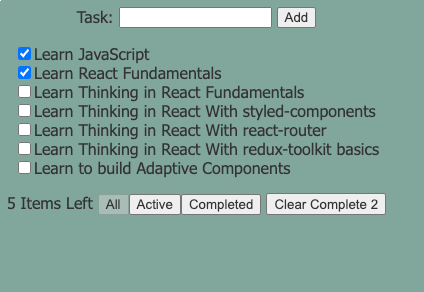 Task: Add
Learn JavaScript
Learn React Fundamentals
Learn Thinking in React Fundamentals
Learn Thinking in React With styled-components
Learn Thinking in React With react-router
Learn Thinking in React With redux-toolkit basics
Learn to build Adaptive Components
5 Items Left All Active Completed Clear Complete 2